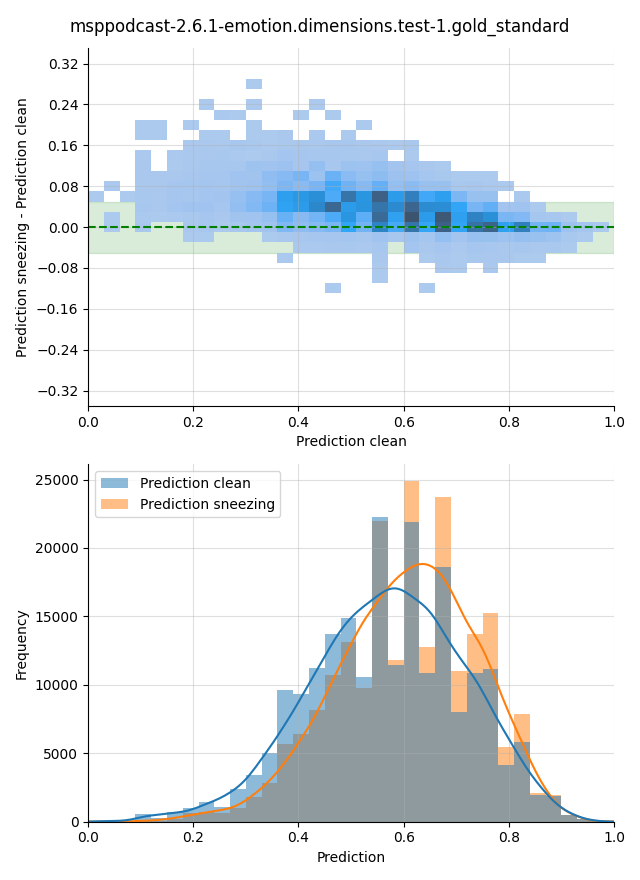 msppodcast-2.6.1-emotion.dimensions.test-1.gold_standard
0.32
0.24
0.16
0.08
0.00
−0.08
−0.16
−0.24
−0.32
Prediction sneezing - Prediction clean
0.0 0.2 0.4 0.6 0.8 1.0
Prediction clean
Prediction clean
Prediction sneezing
25000
20000
15000
10000
5000
0
Frequency
0.0 0.2 0.4 0.6 0.8 1.0
Prediction